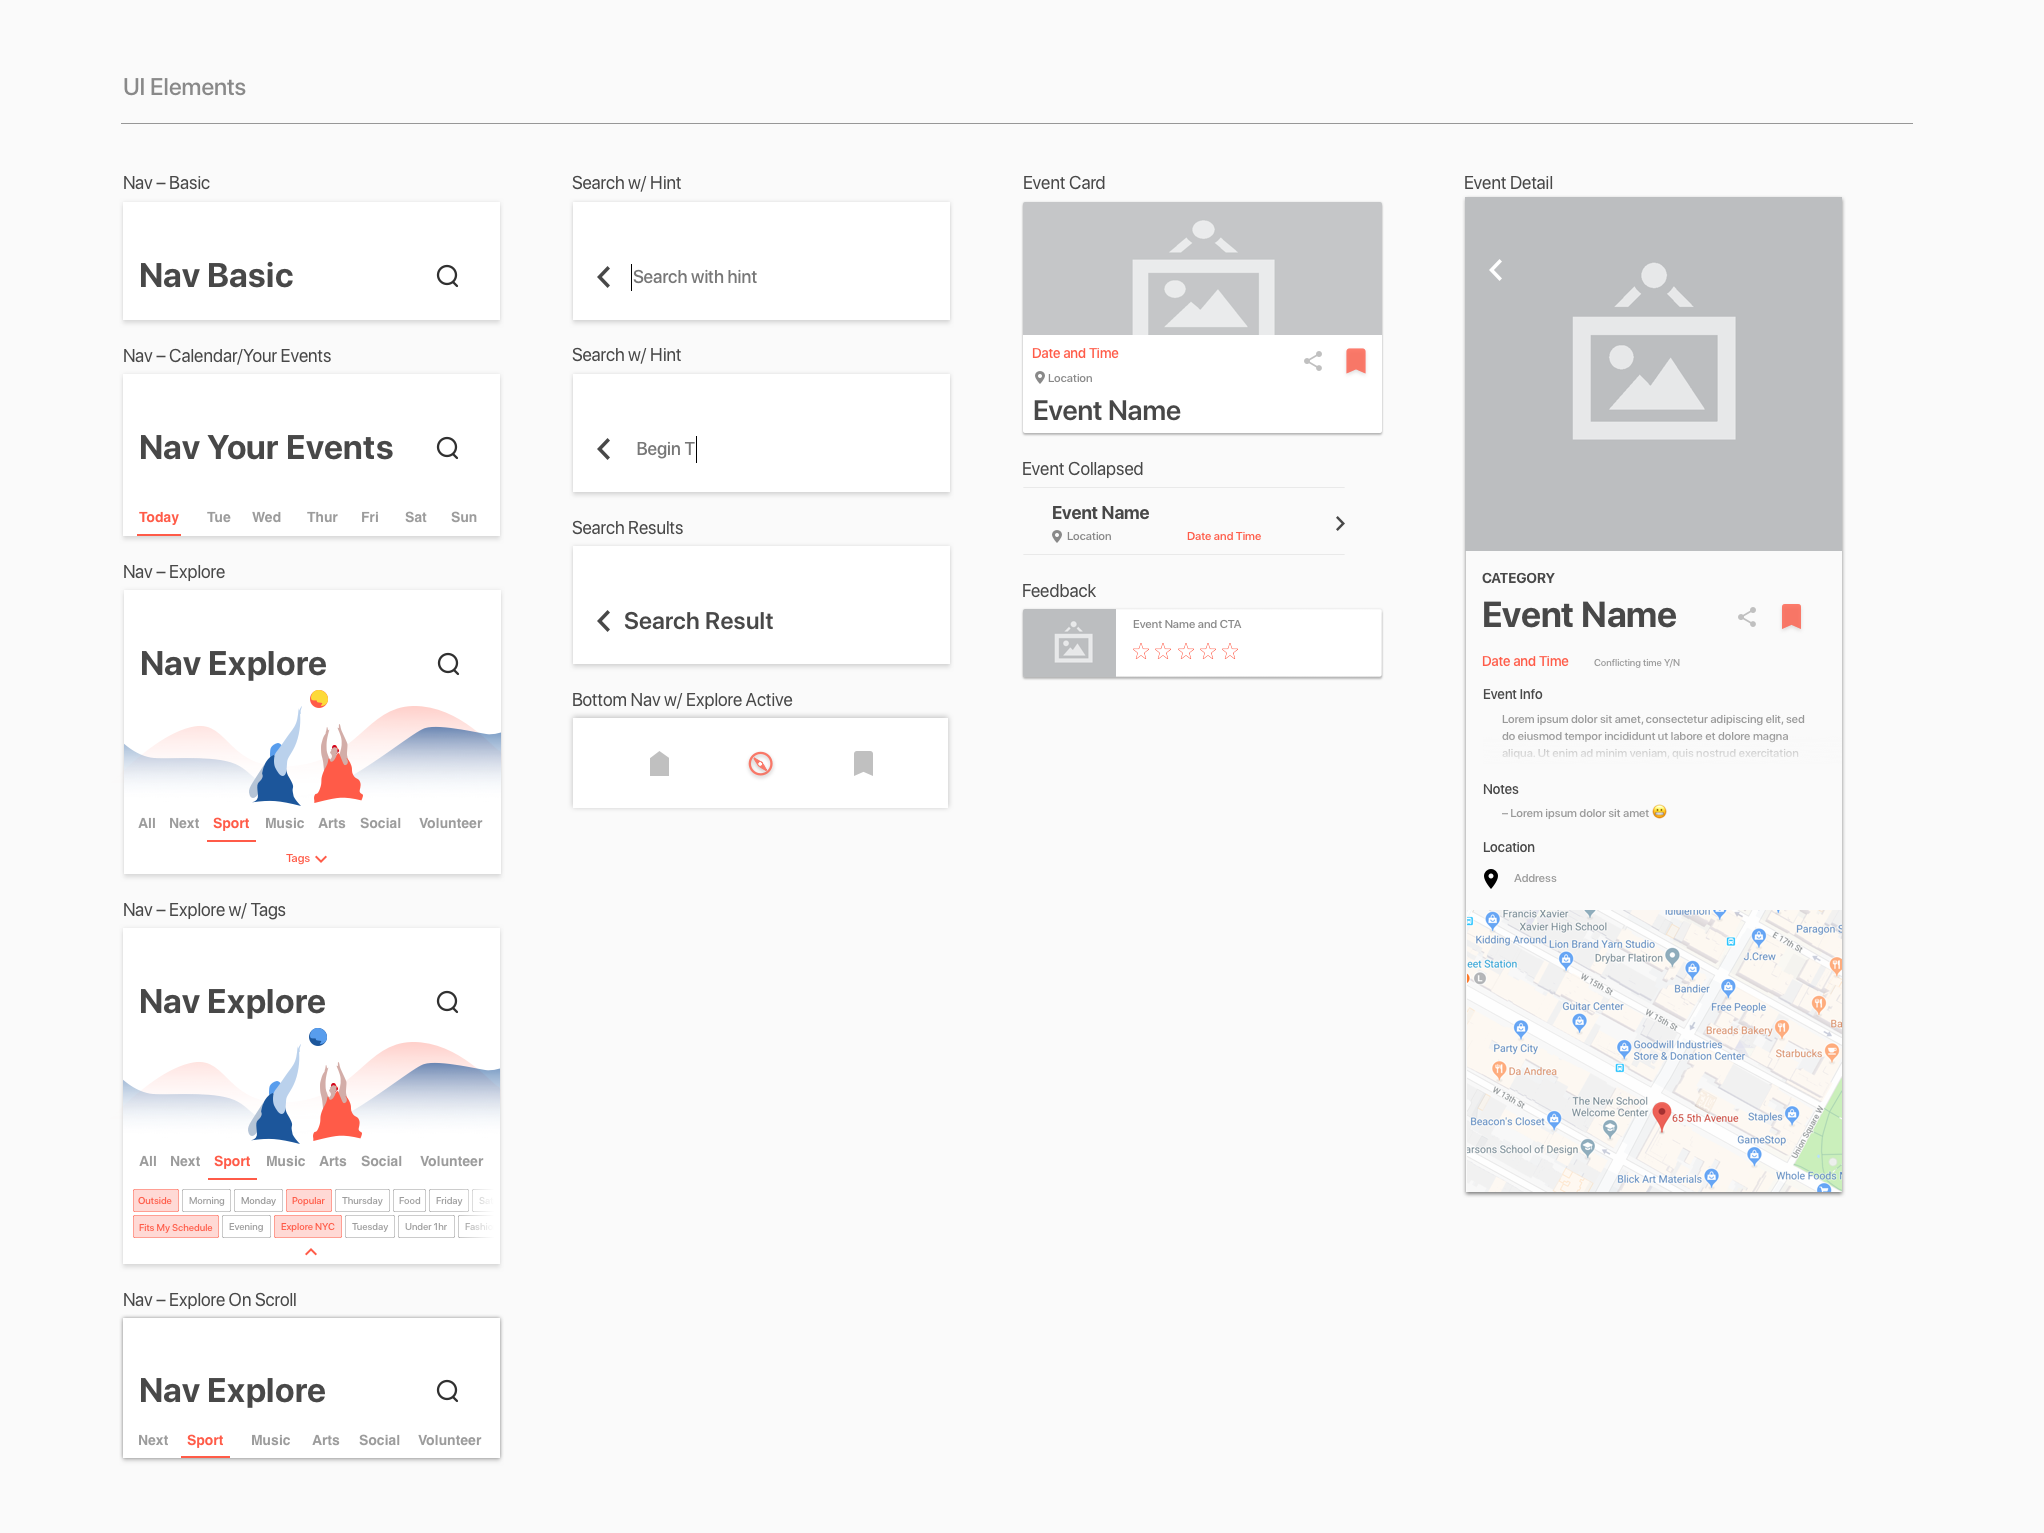 UI Elements
Nav – Basic
Nav Basic
Nav – Calendar/Your Events
Nav Your Events
Today Tue Wed Thur Fri Sat Sun
Nav – Explore
Nav Explore
All Next Sport Music Arts Social Volunteer
Tags
Nav – Explore w/ Tags
Nav Explore
All Next Sport Music Arts Social Volunteer
Outside Morning Monday Popular Thursday Food Friday
Fits My Schedule Evening Explore NYC Tuesday Under 1hr
Nav – Explore On Scroll
Nav Explore
Next Sport Music Arts Social Volunteer
Search w/ Hint
Search with hint
Search w/ Hint
Begin T
Search Results
Search Result
Bottom Nav w/ Explore Active
Event Card
Date and Time
Location
Event Name
Event Collapsed
Event Name
Location Date and Time
Feedback
Event Name and CTA
Event Detail
CATEGORY
Event Name
Date and Time Conflicting time Y/N
Event Info
Lorem ipsum dolor sit amet, consectetur adipiscing elit, sed
do eiusmod tempor incididunt ut labore et dolore magna
aliqua. Ut enim ad minim veniam, quis nostrud exercitation
Notes
– Lorem ipsum dolor sit amet 😬
Location
Address
Francis Xavier
Xavier High School
lululemon
Paragon S
Kidding Around
Lion Brand Yarn Studio
E 17th St
Drybar Flatiron
J.Crew
eet Station
W 15th St
Bandier
Guitar Center
Free People
W 15th St
Breads Bakery
Ba
Party City
Goodwill Industries
Store & Donation Center
Starbucks
Da Andrea
W 13th St
The New School
Welcome Center
65 5th Avenue
Staples
Beacon's Closet
Union Square W
GameStop
arsons School of Design
Blick Art Materials
Whole Foods